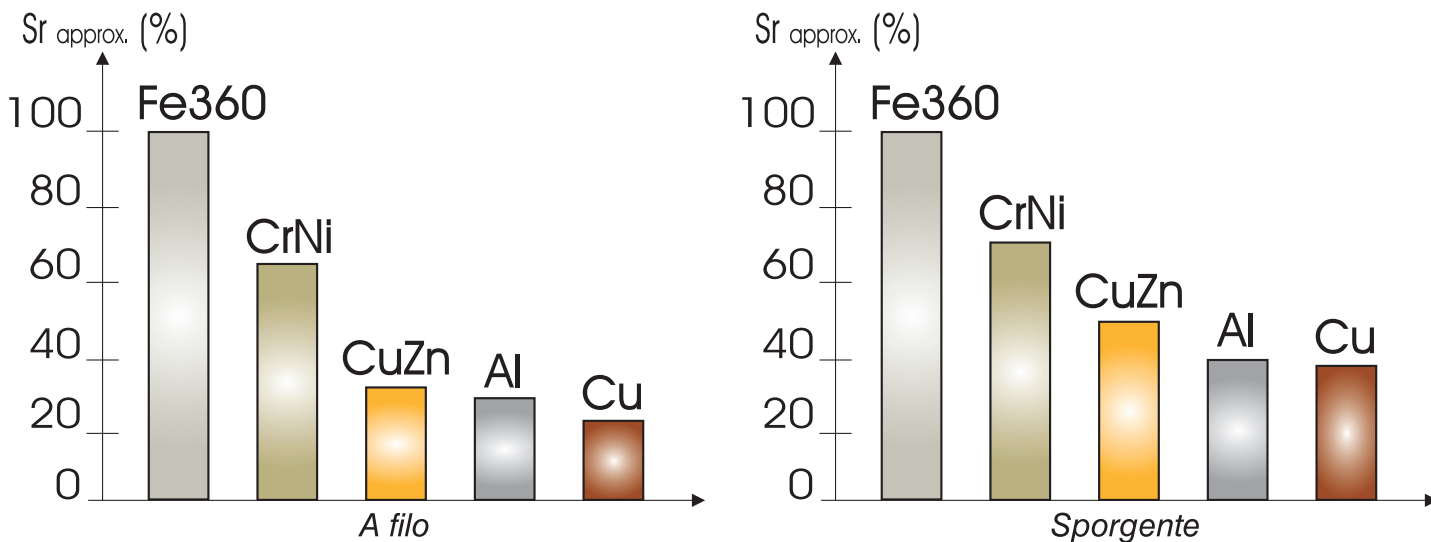 Sr approx. (%)
100
80
60
40
20
0
Fe360
CrNi
CuZn
Al
Cu
A filo
Sr approx. (%)
100
80
60
40
20
0
Fe360
CrNi
CuZn
Al
Cu
Sporgente